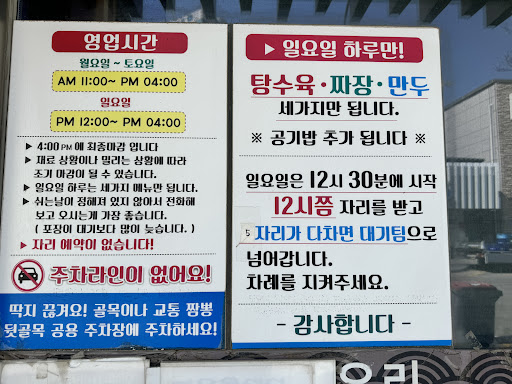 영업시간
월요일 ~ 토요일
AM 11:00~ PM 04:00
일요일
PM 12:00~ PM 04:00
▶ 4:00 PM 에 최종마감 입니다
▶ 재료 상황이나 밀리는 상황에 따라
조기 마감이 될 수 있습니다.
▶ 일요일 하루는 세가지 메뉴만 됩니다.
▶ 쉬는날이 정해져 있지 않아서 전화해
보고 오시는게 가장 좋습니다.
( 포장이 대기보다 많이 늦습니다. )
▶ 자리 예약이 없습니다!
주차라인이 없어요!
딱지 끊겨요! 골목이나 교통 짬뽕
뒷골목 공용 주차장에 주차하세요!
▶ 일요일 하루만!
탕수육·짜장·만두
세가지만 됩니다.
※ 공기밥 추가 됩니다 ※
일요일은 12시 30분에 시작
12시쯤 자리를 받고
5 자리가 다차면 대기팀으로
넘어갑니다.
차례를 지켜주세요.
- 감사합니다 -
우리